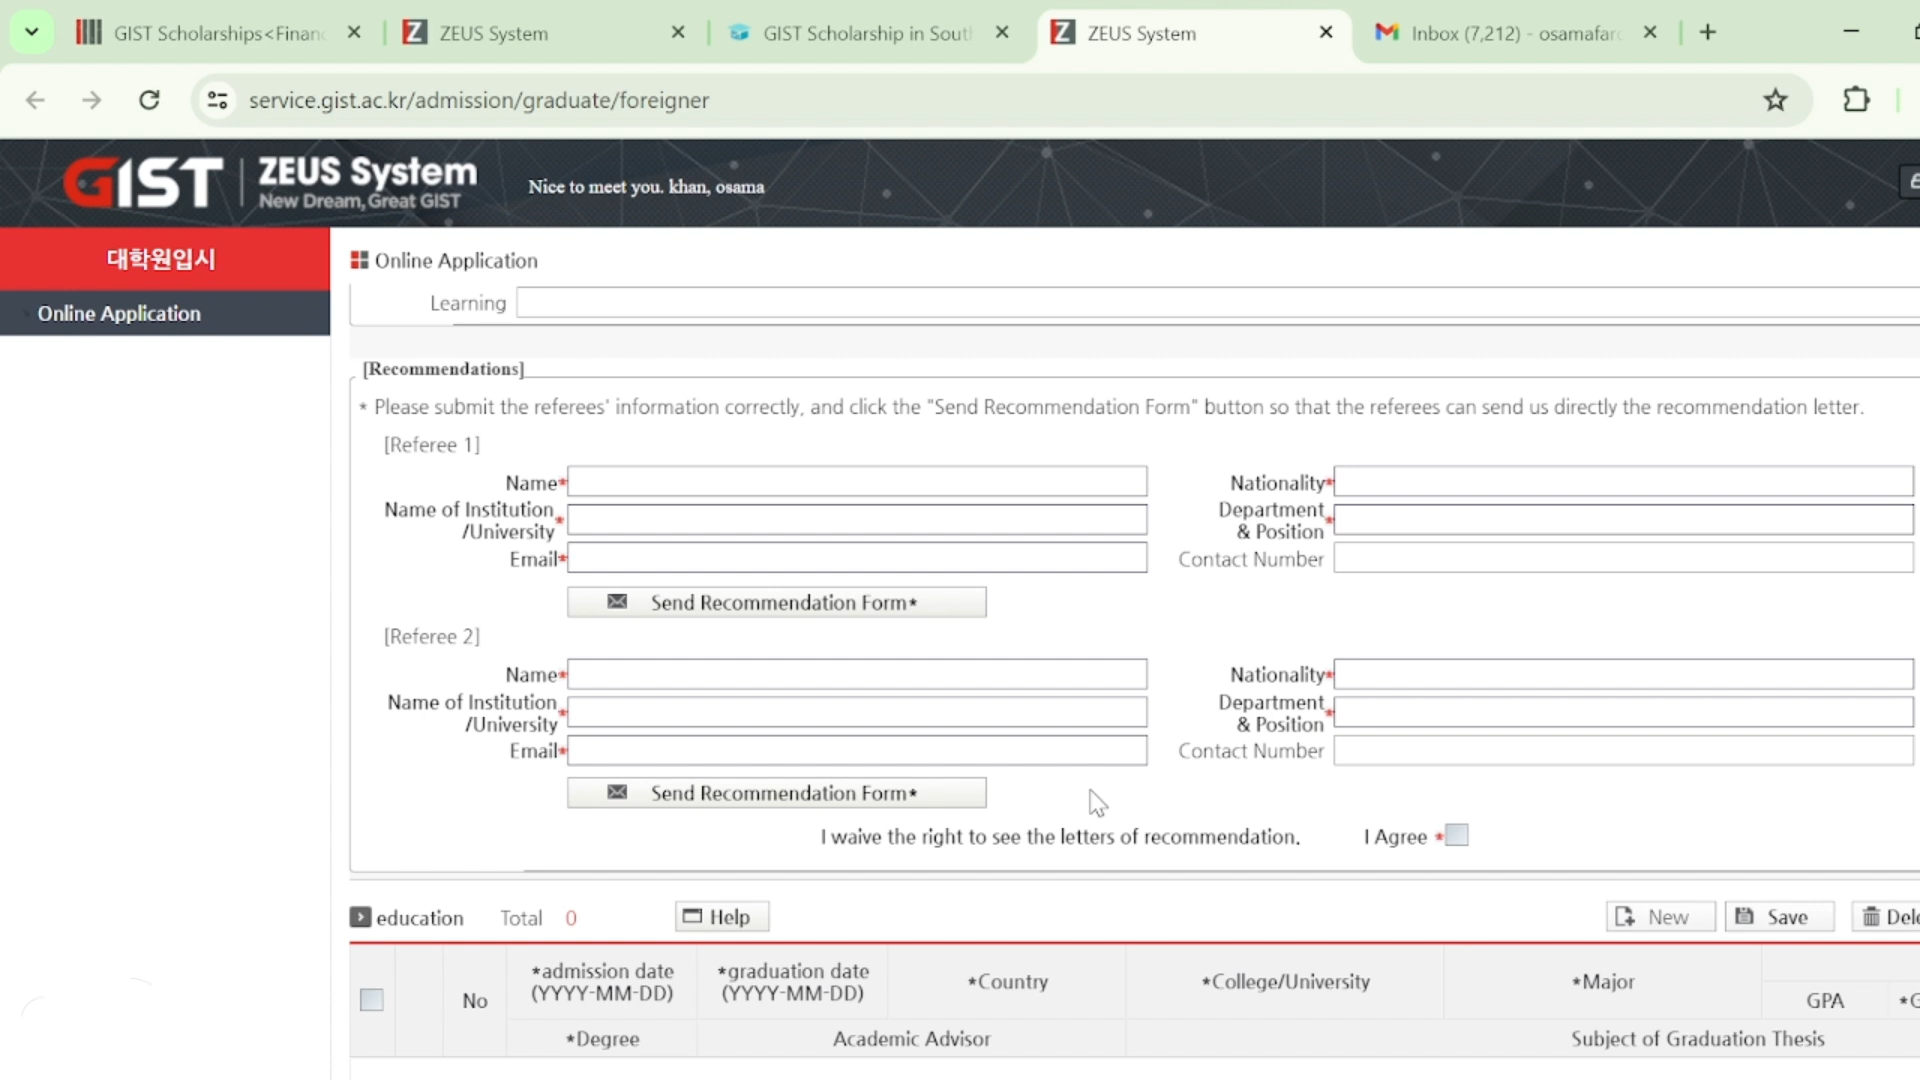 GIST Scholarships<Finan
ZEUS System
GIST Scholarship in Sout
ZEUS System
Inbox (7,212) - osamafar
service.gist.ac.kr/admission/graduate/foreigner
GIST
ZEUS System
New Dream, Great GIST
Nice to meet you. khan, osama
대학원입시
Online Application
Online Application
Learning
[Recommendations]
* Please submit the referees' information correctly, and click the "Send Recommendation Form" button so that the referees can send us directly the recommendation letter.
[Referee 1]
Name*
Nationality*
Name of Institution
/University*
Department
& Position*
Email*
Contact Number
Send Recommendation Form*
[Referee 2]
Name*
Nationality*
Name of Institution
/University*
Department
& Position*
Email*
Contact Number
Send Recommendation Form*
I waive the right to see the letters of recommendation. I Agree *
education Total 0 Help New Save Dele
No
*admission date
(YYYY-MM-DD)
*graduation date
(YYYY-MM-DD)
*Country
*College/University
*Major
GPA
*G
*Degree
Academic Advisor
Subject of Graduation Thesis